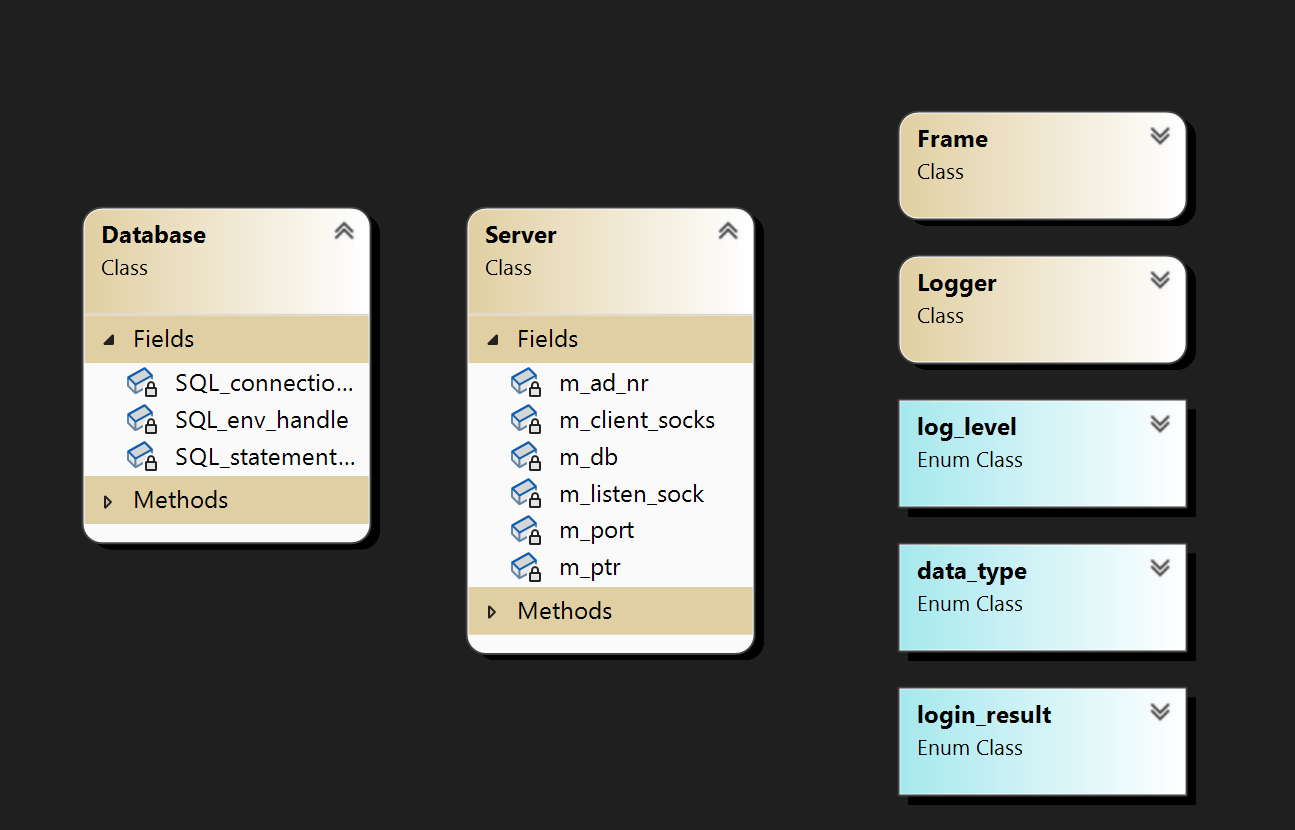 Database
Class
Fields
SQL_connectio...
SQL_env_handle
SQL_statement...
Methods
Server
Class
Fields
m_ad_nr
m_client_socks
m_db
m_listen_sock
m_port
m_ptr
Methods
Frame
Class
Logger
Class
log_level
Enum Class
data_type
Enum Class
login_result
Enum Class